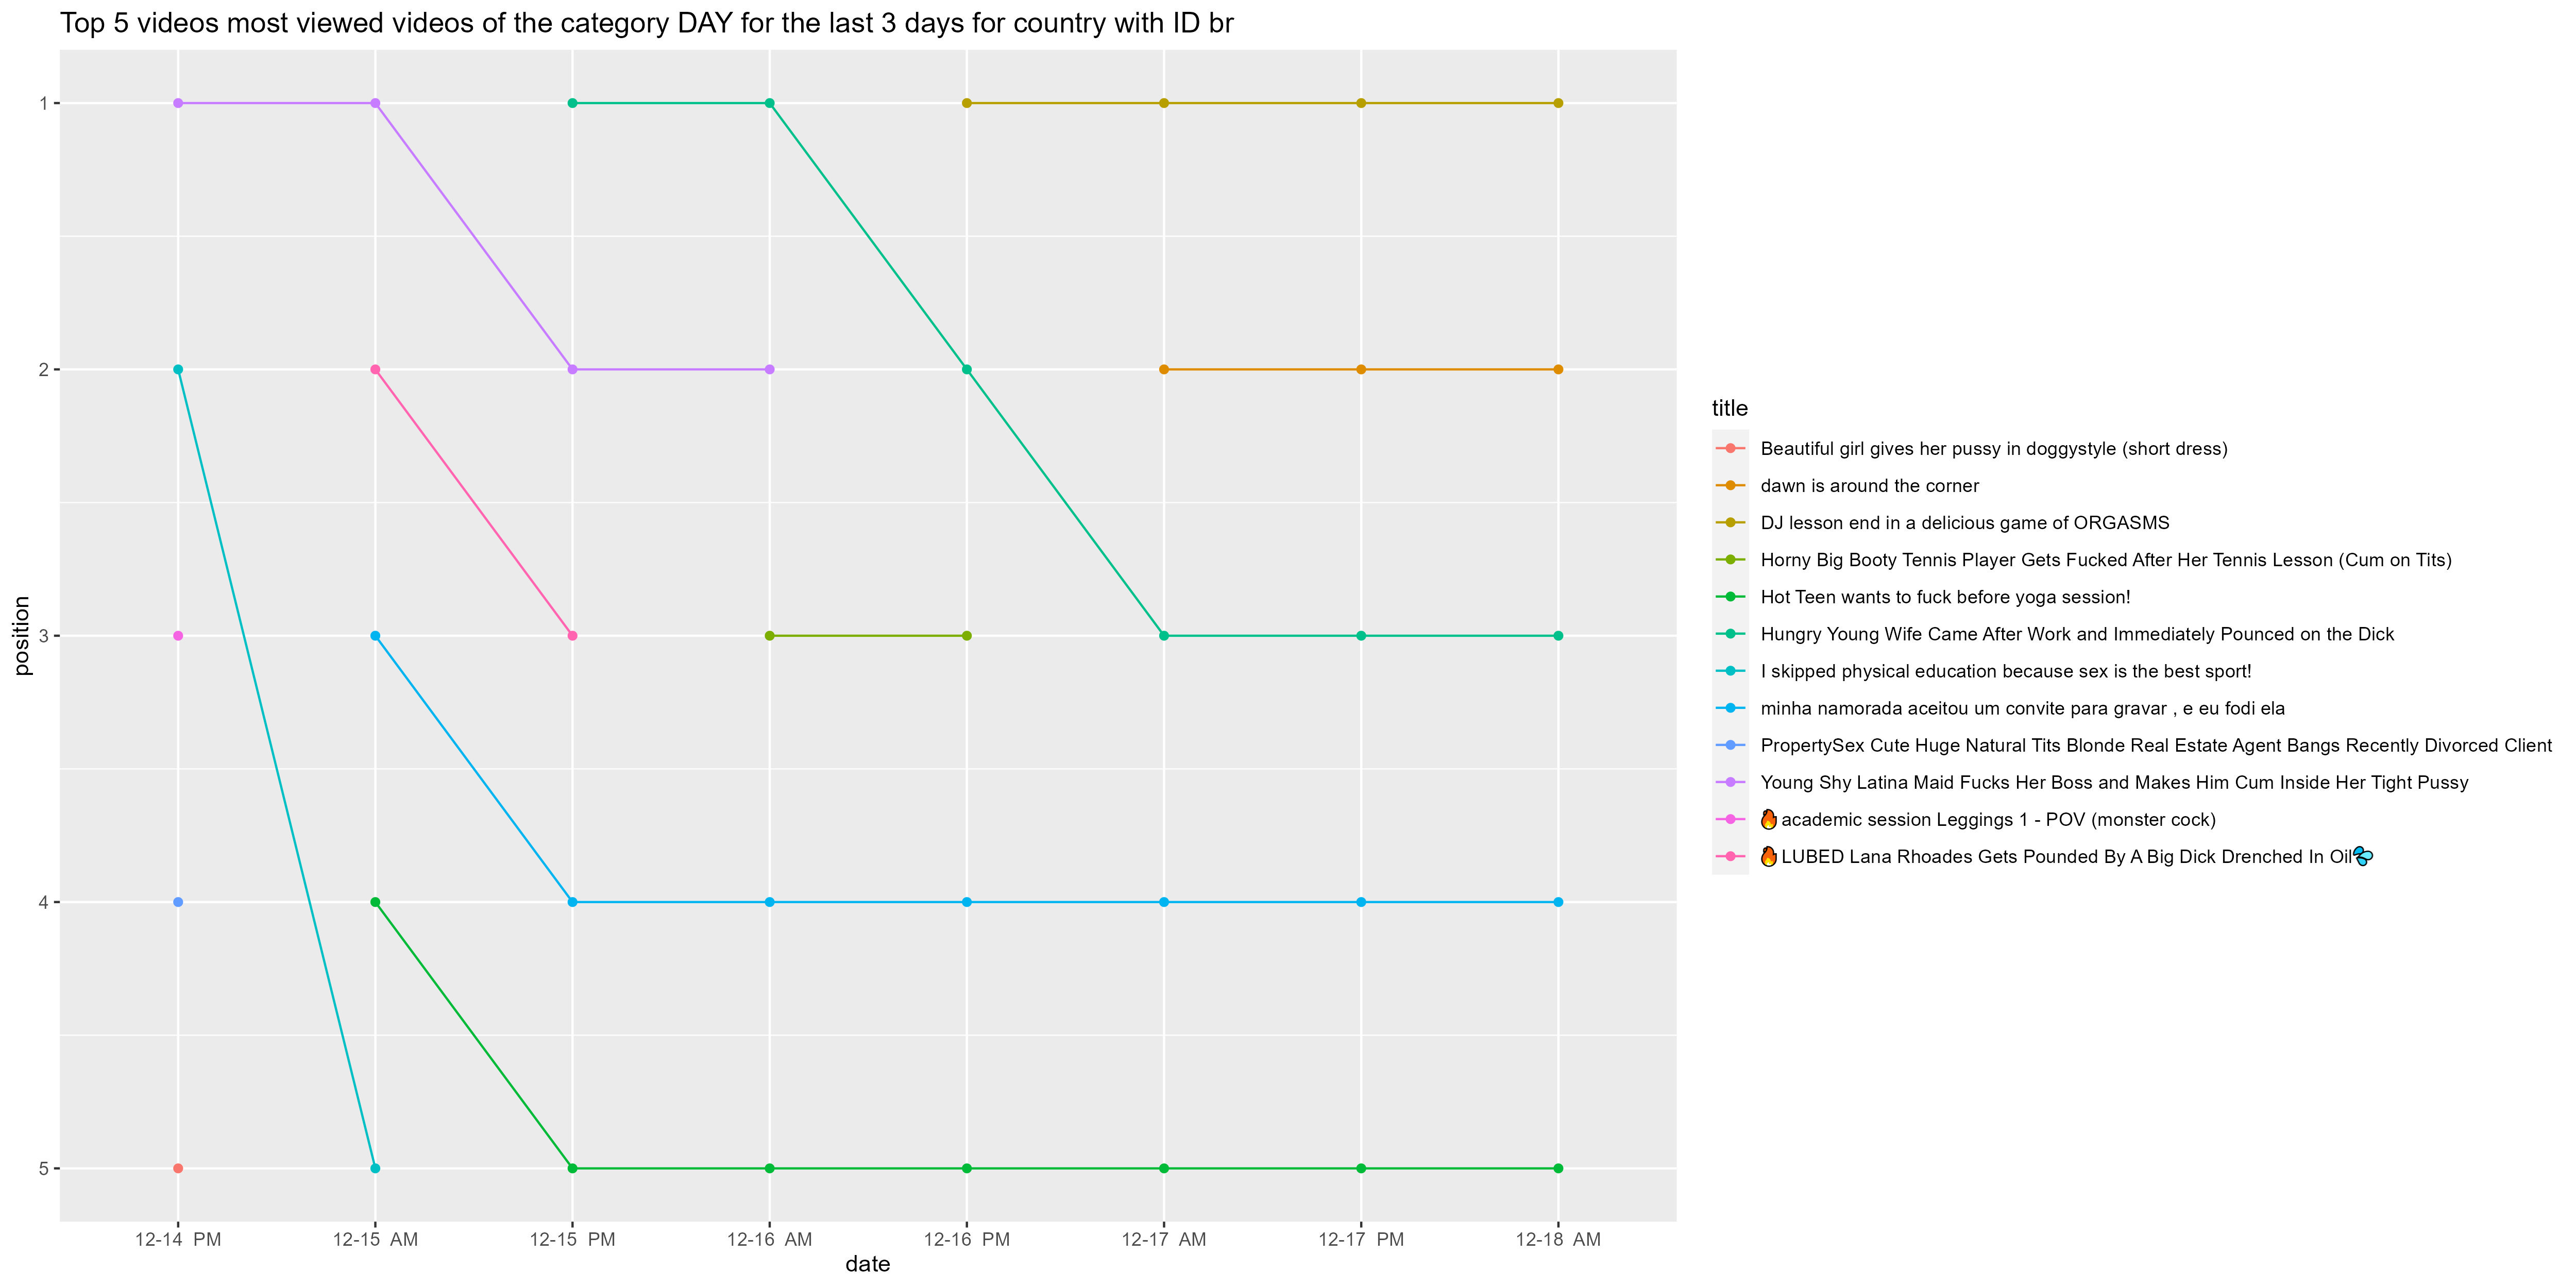 Top 5 videos most viewed videos of the category DAY for the last 3 days for country with ID br
1
2
3
4
5
position
12-14 PM
12-15 AM
12-15 PM
12-16 AM
12-16 PM
12-17 AM
12-17 PM
12-18 AM
date
title
Beautiful girl gives her pussy in doggystyle (short dress)
dawn is around the corner
DJ lesson end in a delicious game of ORGASMS
Horny Big Booty Tennis Player Gets Fucked After Her Tennis Lesson (Cum on Tits)
Hot Teen wants to fuck before yoga session!
Hungry Young Wife Came After Work and Immediately Pounced on the Dick
I skipped physical education because sex is the best sport!
minha namorada aceitou um convite para gravar , e eu fodi ela
PropertySex Cute Huge Natural Tits Blonde Real Estate Agent Bangs Recently Divorced Client
Young Shy Latina Maid Fucks Her Boss and Makes Him Cum Inside Her Tight Pussy
🔥academic session Leggings 1 - POV (monster cock)
🔥LUBED Lana Rhoades Gets Pounded By A Big Dick Drenched In Oil💦